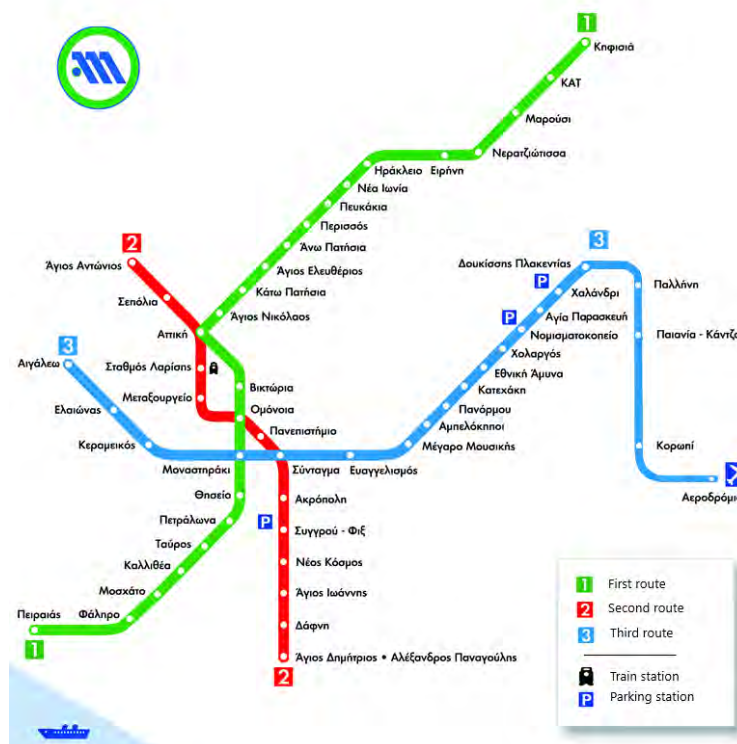 1
Κηφισιά
ΚΑΤ
Μαρούσι
Νερατζιώτισσα
Ειρήνη
Ηράκλειο
Νέα Ιωνία
Πευκάκια
Περισσός
Άνω Πατήσια
Άγιος Ελευθέριος
Κάτω Πατήσια
Άγιος Νικόλαος
Αττική
2
Άγιος Αντώνιος
Σεπόλια
Σταθμός Λαρίσης
Μεταξουργείο
Βικτώρια
Ομόνοια
Πανεπιστήμιο
3
Αιγάλεω
Ελαιώνας
Κεραμεικός
Μοναστηράκι
Σύνταγμα
Ευαγγελισμός
Μέγαρο Μουσικής
Αμπελόκηποι
Πανόρμου
Κατεχάκη
Εθνική Άμυνα
Χολαργός
Νομισματοκοπείο
P
Αγία Παρασκευή
P
Χαλάνδρι
Δουκίσσης Πλακεντίας
3
Παλλήνη
Παιανία - Κάντζα
Κορωπί
Αεροδρόμιο
Θησείο
Πετράλωνα
Ταύρος
Καλλιθέα
Μοσχάτο
Φάληρο
Πειραιάς
1
Ακρόπολη
P
Συγγρού - Φιξ
Νέος Κόσμος
Άγιος Ιωάννης
Δάφνη
Άγιος Δημήτριος • Αλέξανδρος Παναγούλης
2
1 First route
2 Second route
3 Third route
Train station
P Parking station